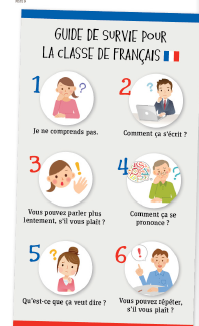 GUIDE DE SURVIE POUR
LA CLASSE DE FRANÇAIS
1
?
Je ne comprends pas.
2
?
Comment ça s'écrit ?
3
Vous pouvez parler plus
lentement, s'il vous plaît ?
4
?
Comment ça se
prononce ?
5
?
Qu'est-ce que ça veut dire ?
6
!
Vous pouvez répéter,
s'il vous plaît ?